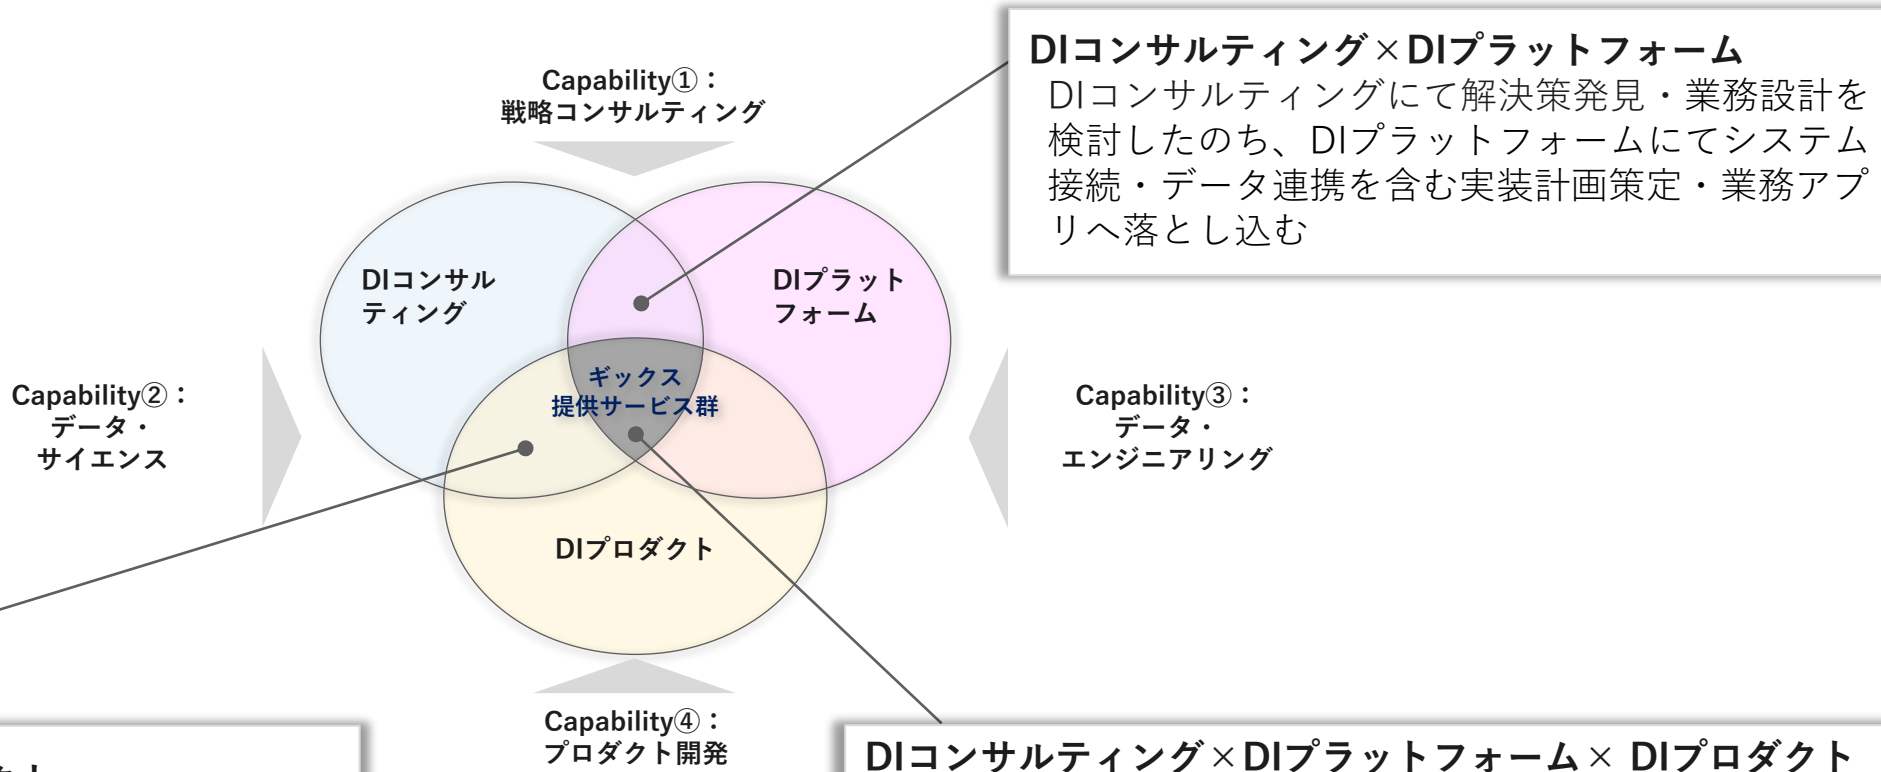 DIコンサルティング×DIプラットフォーム
DIコンサルティングにて解決策発見・業務設計を
検討したのち、DIプラットフォームにてシステム
接続・データ連携を含む実装計画策定・業務アプ
リへ落とし込む
Capability①：
戦略コンサルティング
DIコンサル
ティング
DIプラット
フォーム
ギックス
提供サービス群
Capability②：
データ・
サイエンス
Capability③：
データ・
エンジニアリング
DIプロダクト
Capability④：
プロダクト開発
DIコンサルティング×DIプラットフォーム× DIプロダクト